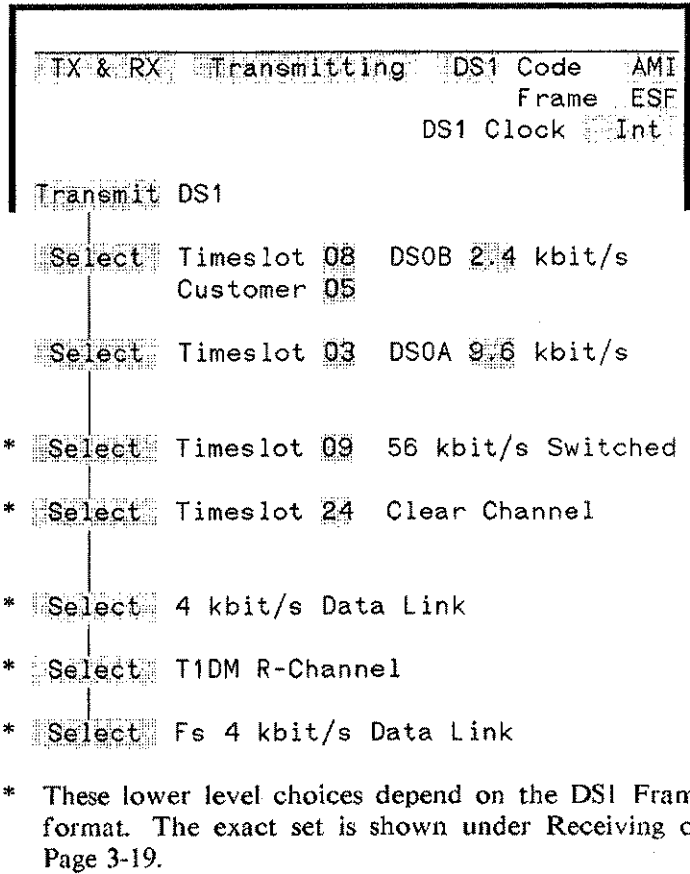 TX & RX Transmitting DS1 Code AMI
Frame ESF
DS1 Clock Int
Transmit DS1
Select Timeslot 08 DS0B 2.4 kbit/s
Customer 05
Select Timeslot 03 DS0A 9.6 kbit/s
* Select Timeslot 09 56 kbit/s Switched
* Select Timeslot 24 Clear Channel
* Select 4 kbit/s Data Link
* Select T1DM R-Channel
* Select Fs 4 kbit/s Data Link
* These lower level choices depend on the DS1 Fram
format. The exact set is shown under Receiving o
Page 3-19.